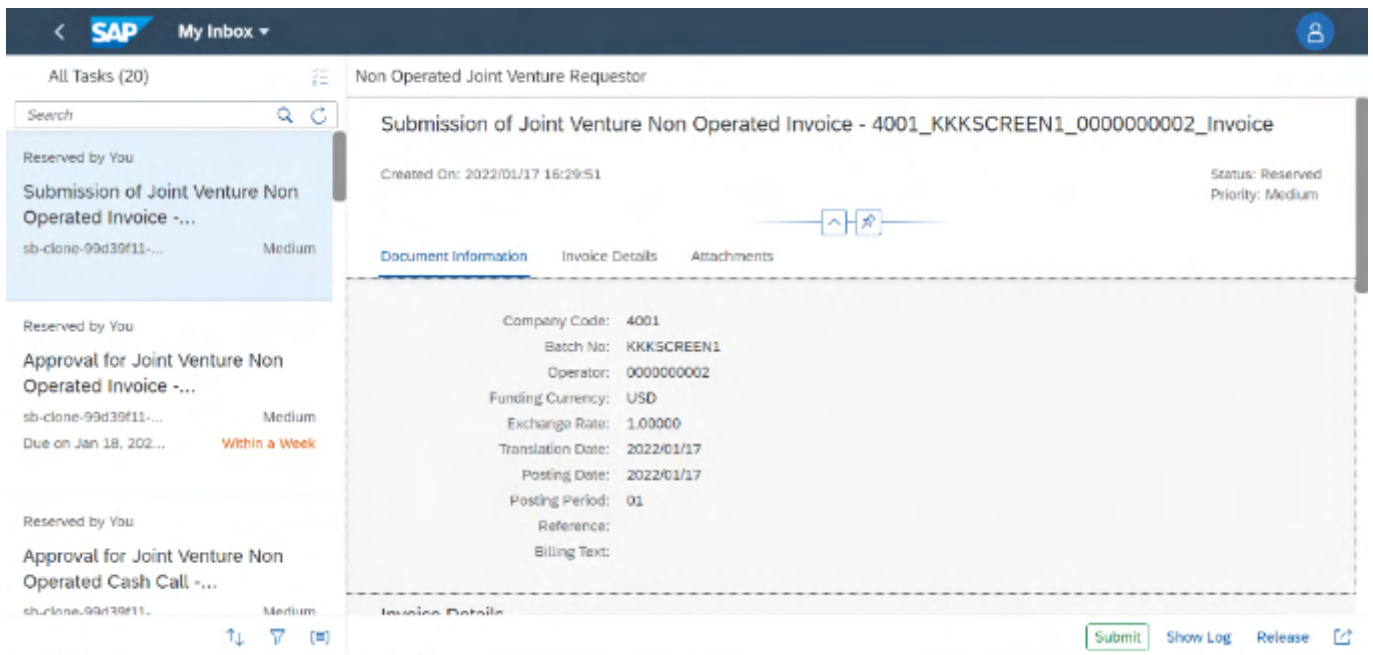 SAP
My Inbox
All Tasks (20)
Search
Reserved by You
Submission of Joint Venture Non
Operated Invoice -...
sb-clone-99d39f11-... Medium
Reserved by You
Approval for Joint Venture Non
Operated Invoice -...
sb-clone-99d39f11-... Medium
Due on Jan 18, 202... Within a Week
Reserved by You
Approval for Joint Venture Non
Operated Cash Call -...
sb-clone-99d39f11-... Medium
Non Operated Joint Venture Requestor
Submission of Joint Venture Non Operated Invoice - 4001_KKKSCREEN1_0000000002_Invoice
Created On: 2022/01/17 16:29:51
Status: Reserved
Priority: Medium
Document Information Invoice Details Attachments
Company Code: 4001
Batch No: KKKSCREEN1
Operator: 0000000002
Funding Currency: USD
Exchange Rate: 1.00000
Translation Date: 2022/01/17
Posting Date: 2022/01/17
Posting Period: 01
Reference:
Billing Text:
Invoice Details
Submit Show Log Release